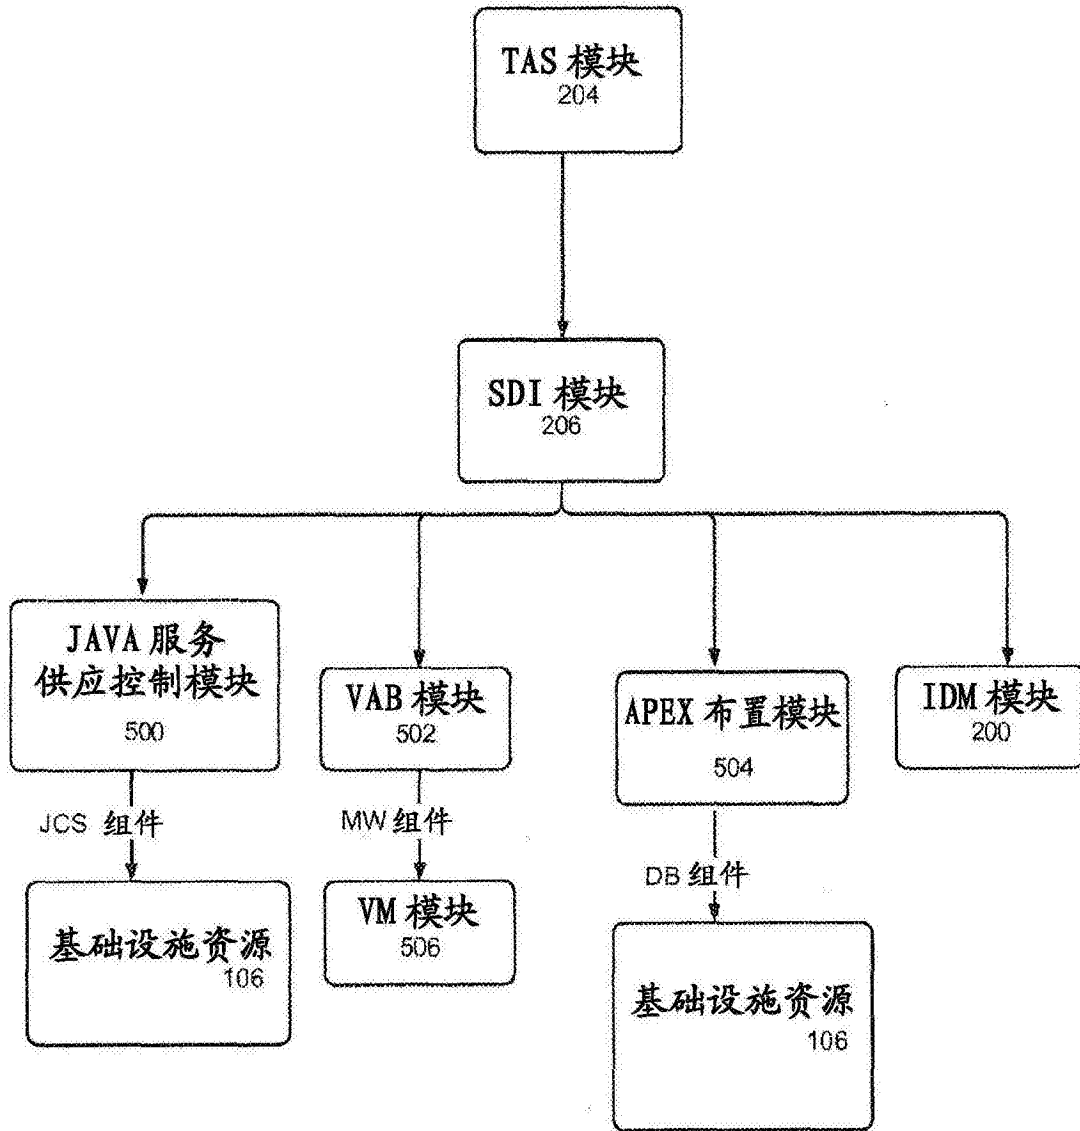 TAS 模块
204
SDI 模块
206
JAVA 服务
供应控制模块
500
VAB 模块
502
APEX 布置模块
504
IDM 模块
200
JCS 组件
MW 组件
DB 组件
基础设施资源
106
VM 模块
506
基础设施资源
106